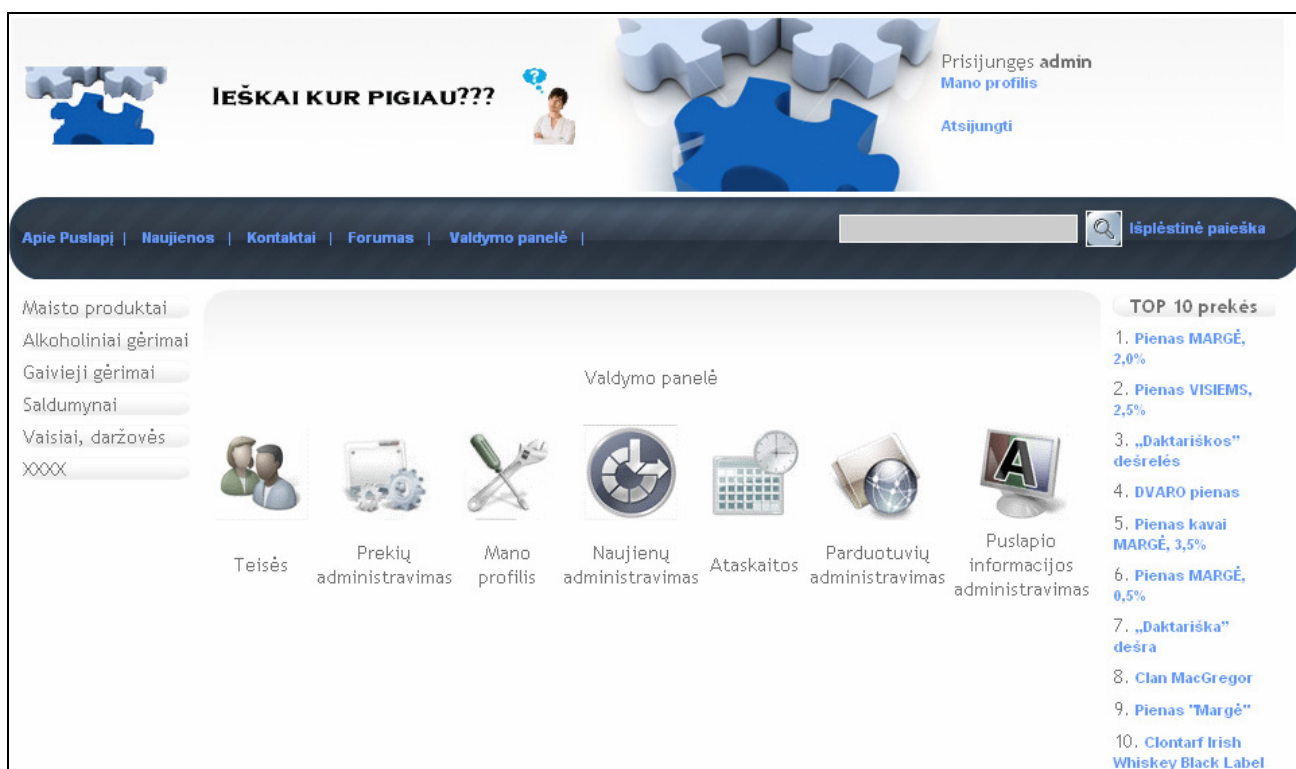 IEŠKAI KUR PIGIAU???
?
Prisijungęs admin
Mano profilis
Atsijungti
Apie Puslapį | Naujienos | Kontaktai | Forumas | Valdymo panelė |
Išplėstinė paieška
Maisto produktai
Alkoholiniai gėrimai
Gaivieji gėrimai
Saldumynai
Vaisiai, daržovės
XXXX
Valdymo panelė
A
Teisės
Prekių
administravimas
Mano
profilis
Naujienų
administravimas
Ataskaitos
Parduotuvių
administravimas
Puslapio
informacijos
administravimas
TOP 10 prekės
1. Pienas MARGĖ,
2,0%
2. Pienas VISIEMS,
2,5%
3. „Daktariškos”
dešrelės
4. DVARO pienas
5. Pienas kavai
MARGĖ, 3,5%
6. Pienas MARGĖ,
0,5%
7. „Daktariška”
dešra
8. Clan MacGregor
9. Pienas "Margė"
10. Clontarf Irish
Whiskey Black Label